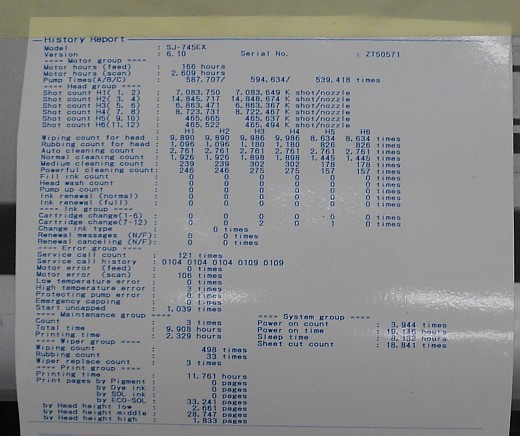 History Report
Model : SJ-745EX
Version : 6.10 Serial No. : ZT50571
---- Motor group ----
Motor hours (feed) : 166 hours
Motor hours (scan) : 2,609 hours
Pump Times(A/B/C) : 587,707/ 594,634/ 539,418 times
---- Head group ----
Shot count H1( 1, 2) : 7,083,750 7,083,649 K shot/nozzle
Shot count H2( 3, 4) : 14,845,717 14,848,674 K shot/nozzle
Shot count H3( 5, 6) : 6,863,471 6,863,367 K shot/nozzle
Shot count H4( 7, 8) : 8,723,731 8,722,467 K shot/nozzle
Shot count H5( 9,10) : 465,665 465,637 K shot/nozzle
Shot count H6(11,12) : 465,522 465,494 K shot/nozzle
H1 H2 H3 H4 H5 H6
Wiping count for head : 9,890 9,890 9,986 9,986 8,634 8,634 times
Rubbing count for head : 1,096 1,096 1,180 1,180 826 826 times
Auto cleaning count : 2,761 2,761 2,761 2,761 2,761 2,761 times
Normal cleaning count : 1,926 1,926 1,898 1,898 1,445 1,445 times
Medium cleaning count : 239 239 302 302 178 178 times
Powerful cleaning count : 246 246 275 275 157 157 times
Fill ink count : 0 0 0 0 0 0 times
Head wash count : 0 0 0 0 0 0 times
Pump up count : 0 0 0 0 0 0 times
Ink renewal (normal) : 0 0 0 0 0 0 times
Ink renewal (full) : 0 0 0 0 0 0 times
---- Ink group ----
Cartridge change(1-6) : 0 0 0 0 0 0 times
Cartridge change(7-12) : 0 0 2 0 1 0 times
Change ink type : 0 times
Renewal messages (N/F): 0 0 times
Renewal canceling (N/F): 0 0 times
---- Error group ----
Service call count : 121 times
Service call history : 0104 0104 0104 0109 0109
Motor error (feed) : 0 times
Motor error (scan) : 106 times
Low temperature error : 0 times
High temperature error : 3 times
Protecting pump error : 0 times
Emergency capping : 0 times
Start uncapped : 1,039 times
---- Maintenance group ----
Count : 3 times
Total time : 9,908 hours
Printing time : 2,329 hours
---- Wiper group ----
Wiping count : 498 times
Rubbing count : 33 times
Wiper replace count : 3 times
---- Print group ----
Printing time : 11,761 hours
Print pages by Pigment : 0 pages
by Dye ink : 0 pages
by SOL ink : 0 pages
by ECO-SOL : 33,241 pages
by Head height low : 2,661 pages
by Head height middle : 28,747 pages
by Head height high : 1,833 pages
---- System group ----
Power on count : 3,944 times
Power on time : hours
Sleep time : hours
Sheet cut count : 18,841 times